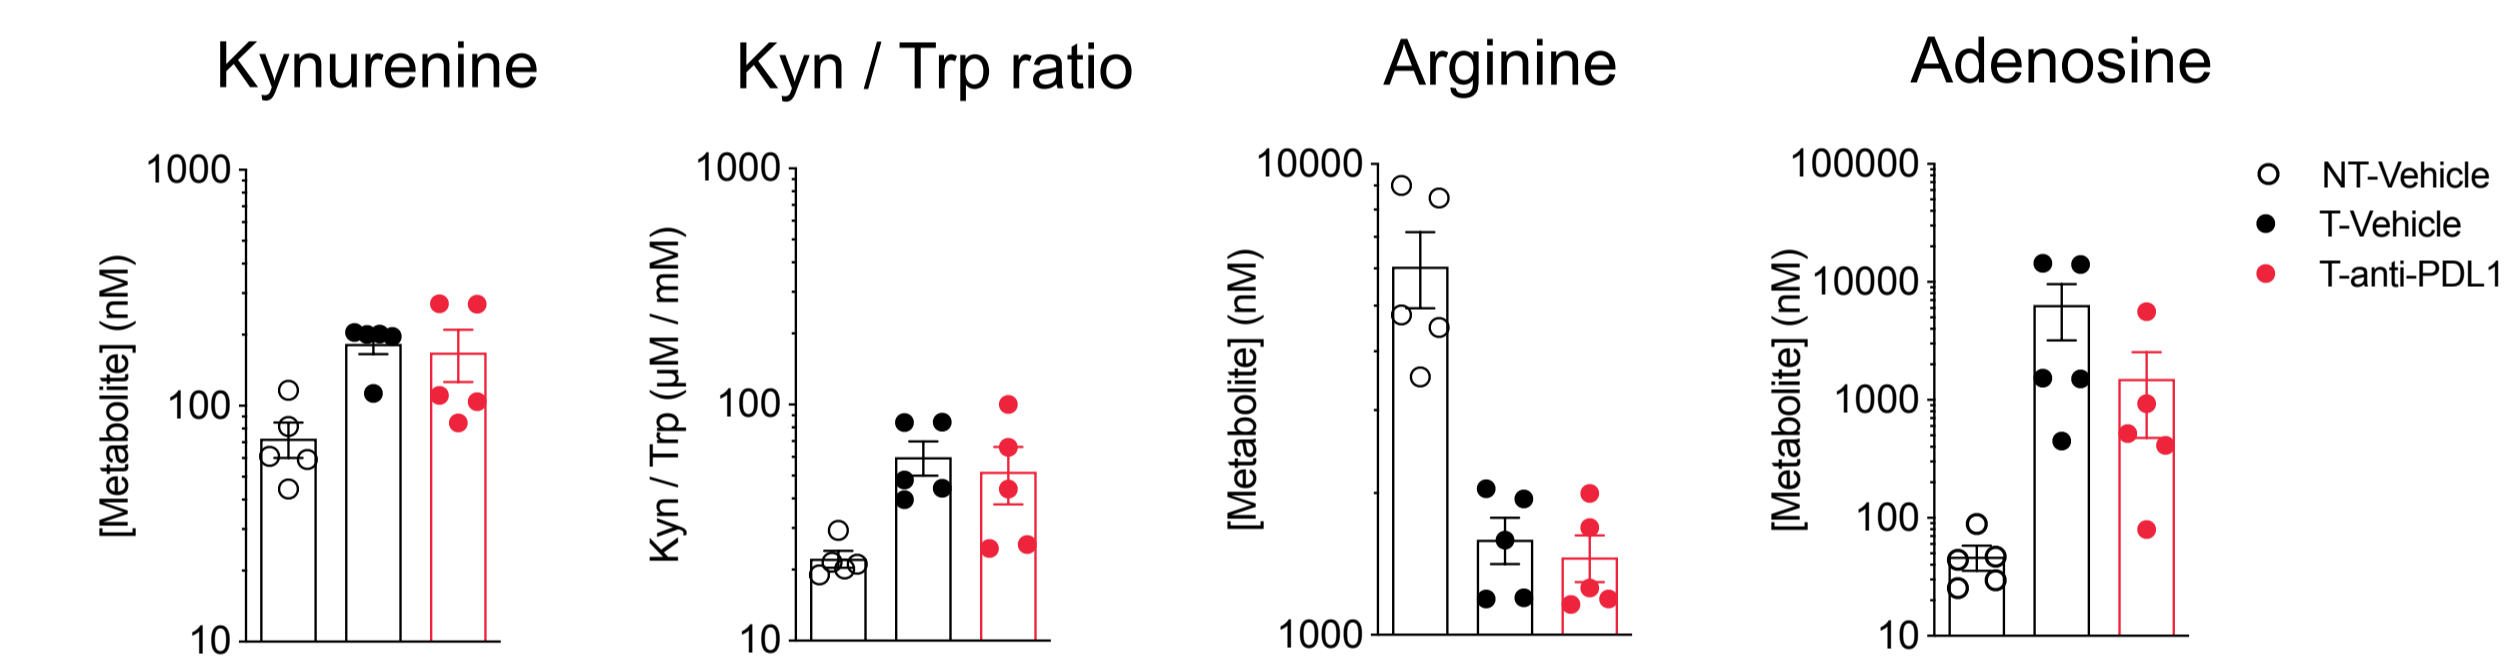 Kynurenine
[Metabolite] (nM)
1000
100
10
Kyn / Trp ratio
Kyn / Trp (µM / mM)
1000
100
10
Arginine
[Metabolite] (nM)
10000
1000
Adenosine
[Metabolite] (nM)
100000
10000
1000
100
10
NT-Vehicle
T-Vehicle
T-anti-PDL1